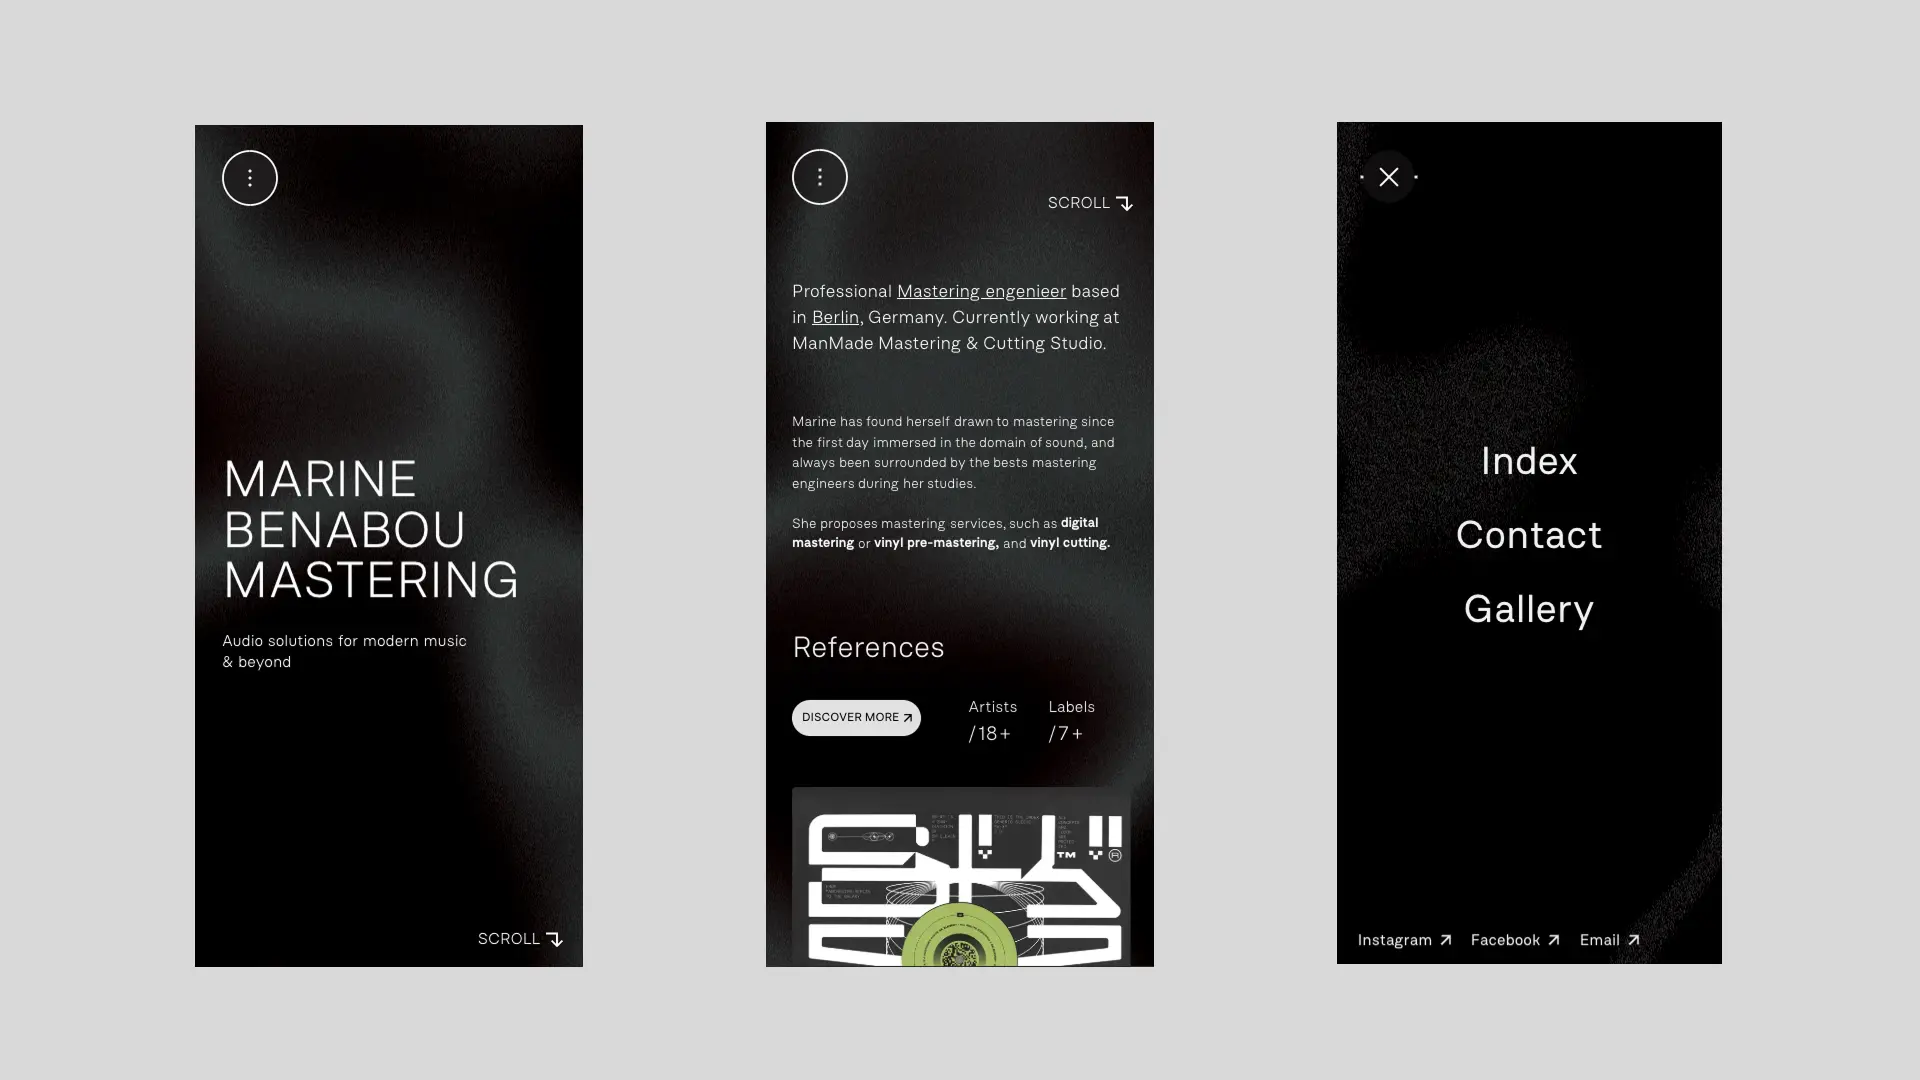 MARINE
BENABOU
MASTERING
Audio solutions for modern music
& beyond
SCROLL
SCROLL
Professional Mastering engenieer based
in Berlin, Germany. Currently working at
ManMade Mastering & Cutting Studio.
Marine has found herself drawn to mastering since
the first day immersed in the domain of sound, and
always been surrounded by the bests mastering
engineers during her studies.
She proposes mastering services, such as digital
mastering or vinyl pre-mastering, and vinyl cutting.
References
DISCOVER MORE
Artists
/18+
Labels
/7+
TM
®
Index
Contact
Gallery
Instagram
Facebook
Email